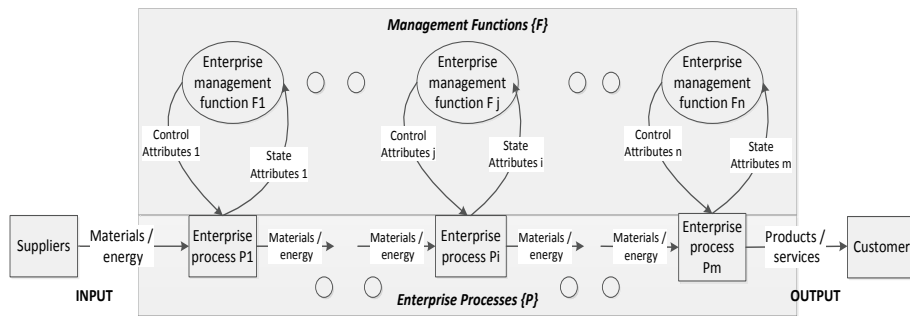 Management Functions {F}
Enterprise
management
function F1
Enterprise
management
function F j
Enterprise
management
function Fn
Control
Attributes 1
State
Attributes 1
Control
Attributes j
State
Attributes i
Control
Attributes n
State
Attributes m
Suppliers
Materials /
energy
Enterprise
process P1
Materials /
energy
Materials /
energy
Enterprise
process Pi
Materials /
energy
Materials /
energy
Enterprise
process
Pm
Products /
services
Customer
INPUT
Enterprise Processes {P}
OUTPUT